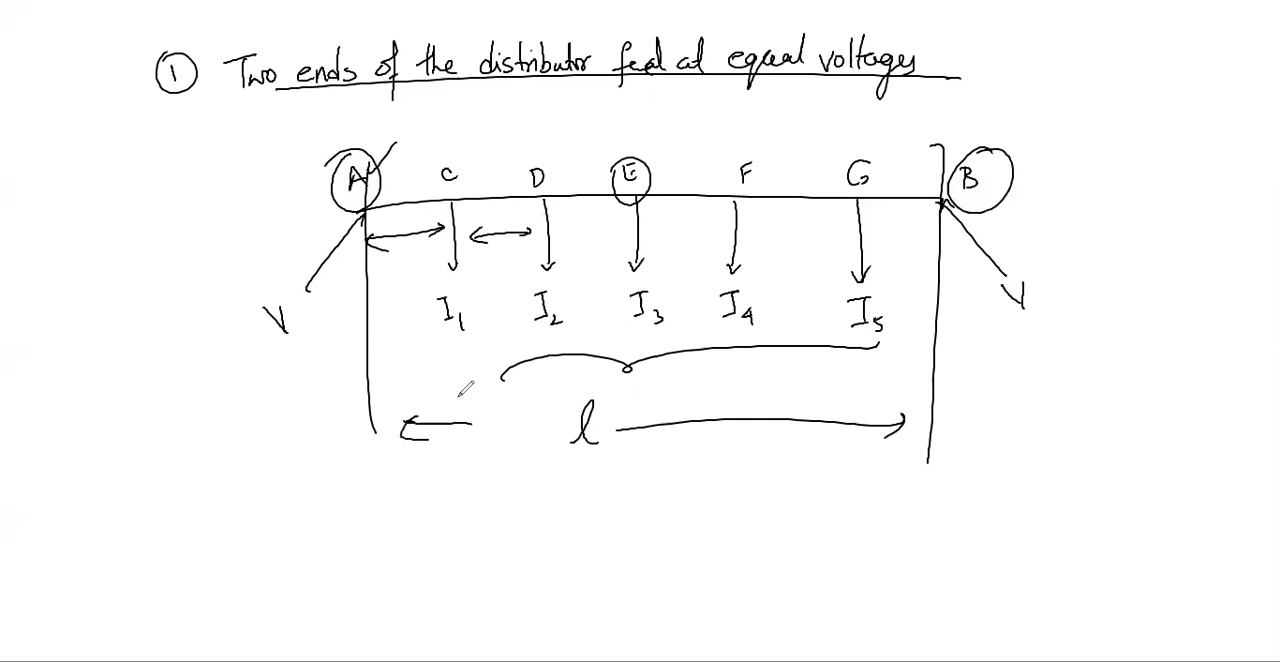 ① Two ends of the distributor fed at equal voltages
A C D E F G B
V I₁ I₂ I₃ I₄ I₅ V
l